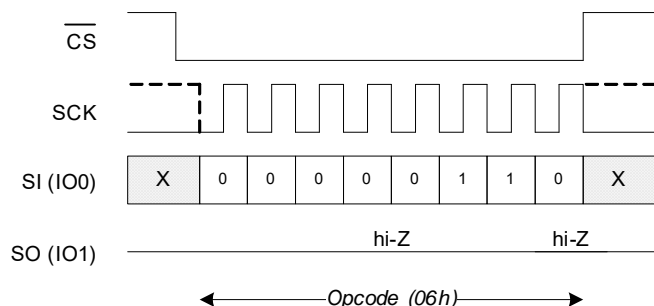 CS
SCK
SI (IO0) X 0 0 0 0 0 1 1 0 X
SO (IO1) hi-Z hi-Z
Opcode (06h)